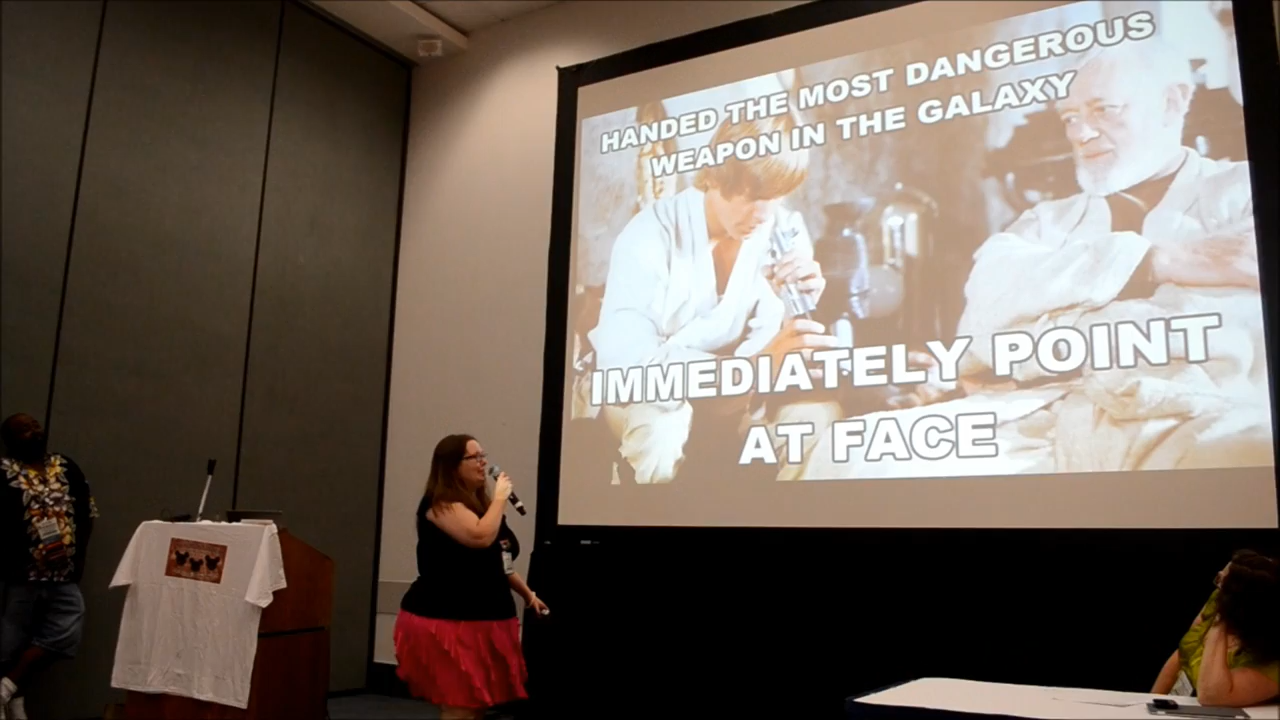 HANDED THE MOST DANGEROUS
WEAPON IN THE GALAXY
IMMEDIATELY POINT
AT FACE